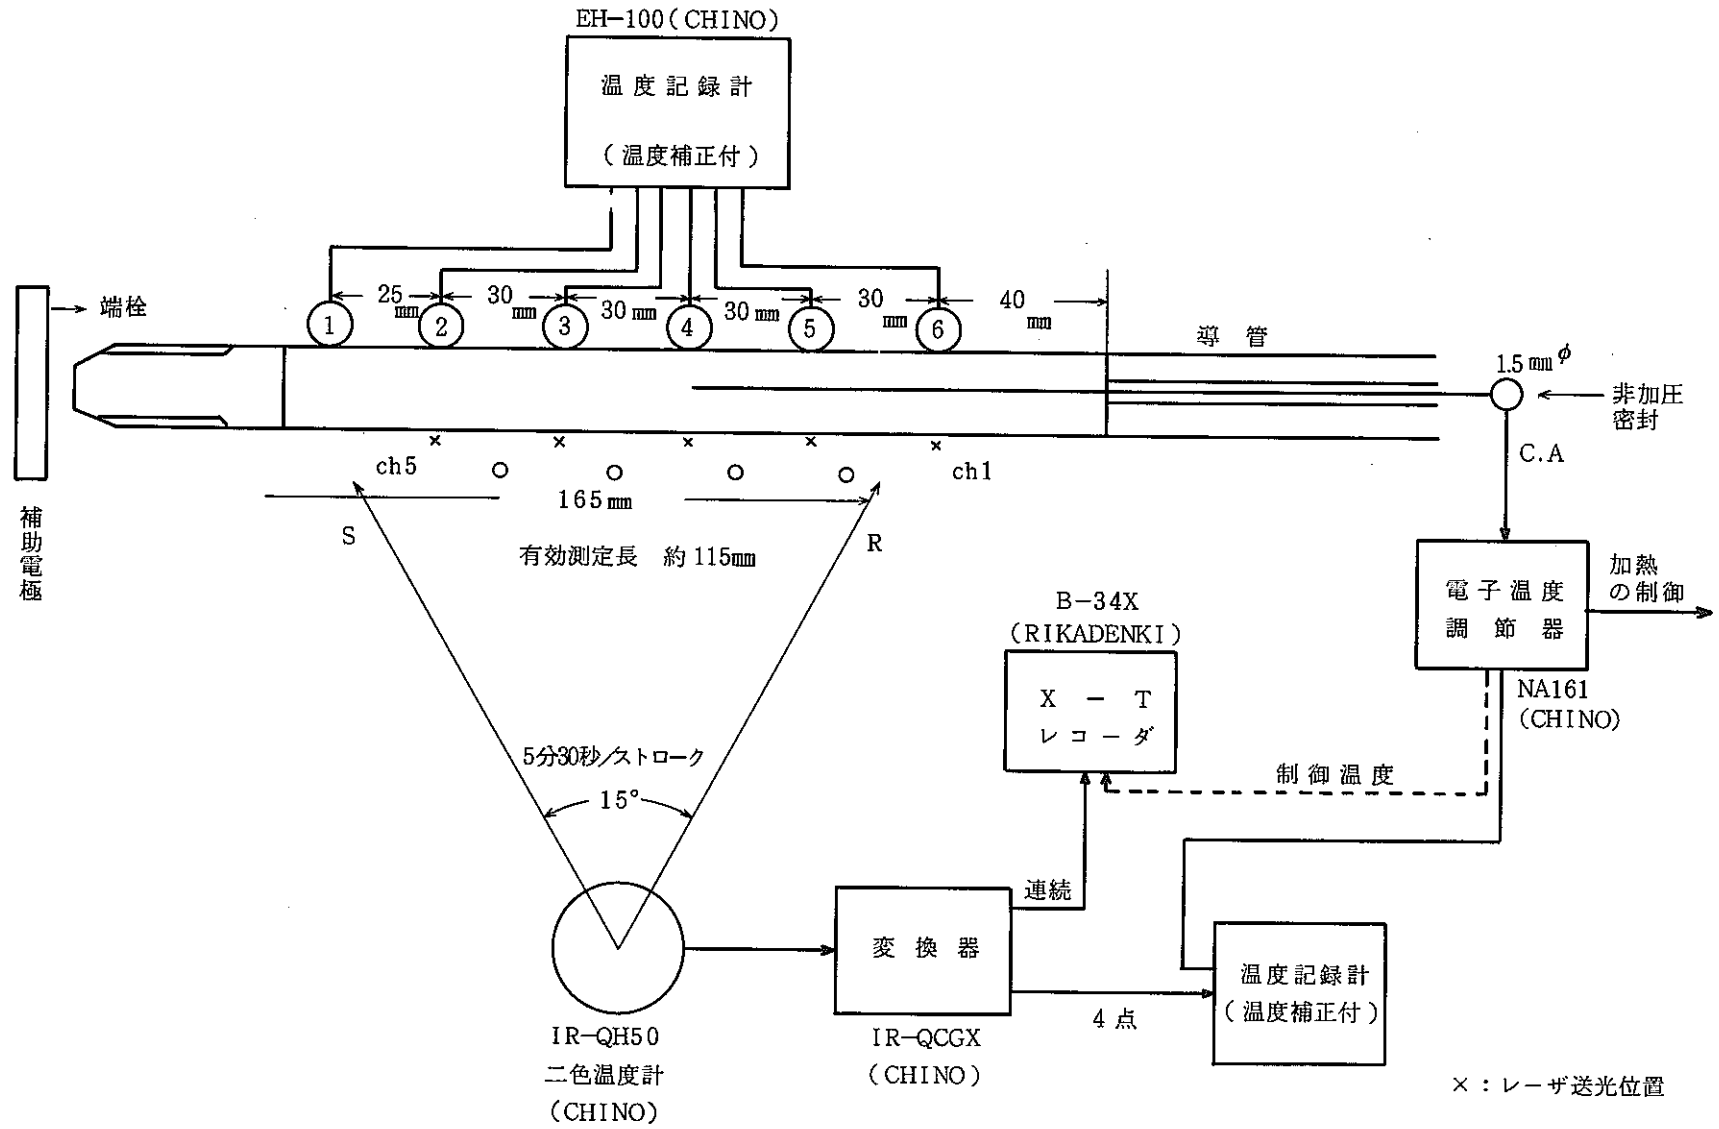 EH-100(CHINO)
温度記録計
(温度補正付)
端栓
25
mm
30
mm
30
mm
30
mm
30
mm
40
mm
1
2
3
4
5
6
導管
1.5mmφ
非加圧
密封
C.A
ch5
ch1
165mm
S
R
有効測定長 約115mm
補助電極
電子温度
調節器
加熱
の制御
NA161
(CHINO)
B-34X
(RIKADENKI)
X-T
レコーダ
制御温度
5分30秒/ストローク
15°
連続
変換器
4点
温度記録計
(温度補正付)
IR-QH50
二色温度計
(CHINO)
IR-QCGX
(CHINO)
×:レーザ送光位置